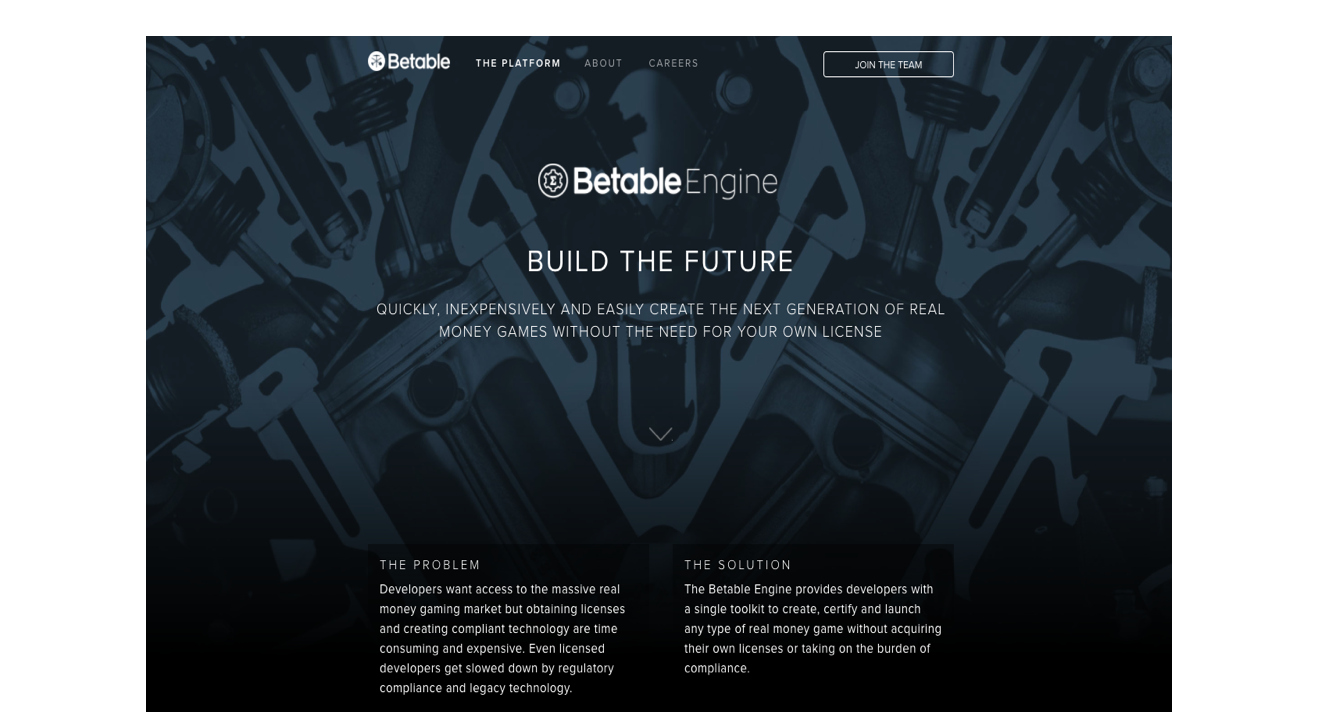 Betable THE PLATFORM ABOUT CAREERS JOIN THE TEAM
Betable Engine
BUILD THE FUTURE
QUICKLY, INEXPENSIVELY AND EASILY CREATE THE NEXT GENERATION OF REAL
MONEY GAMES WITHOUT THE NEED FOR YOUR OWN LICENSE
THE PROBLEM
Developers want access to the massive real
money gaming market but obtaining licenses
and creating compliant technology are time
consuming and expensive. Even licensed
developers get slowed down by regulatory
compliance and legacy technology.
THE SOLUTION
The Betable Engine provides developers with
a single toolkit to create, certify and launch
any type of real money game without acquiring
their own licenses or taking on the burden of
compliance.